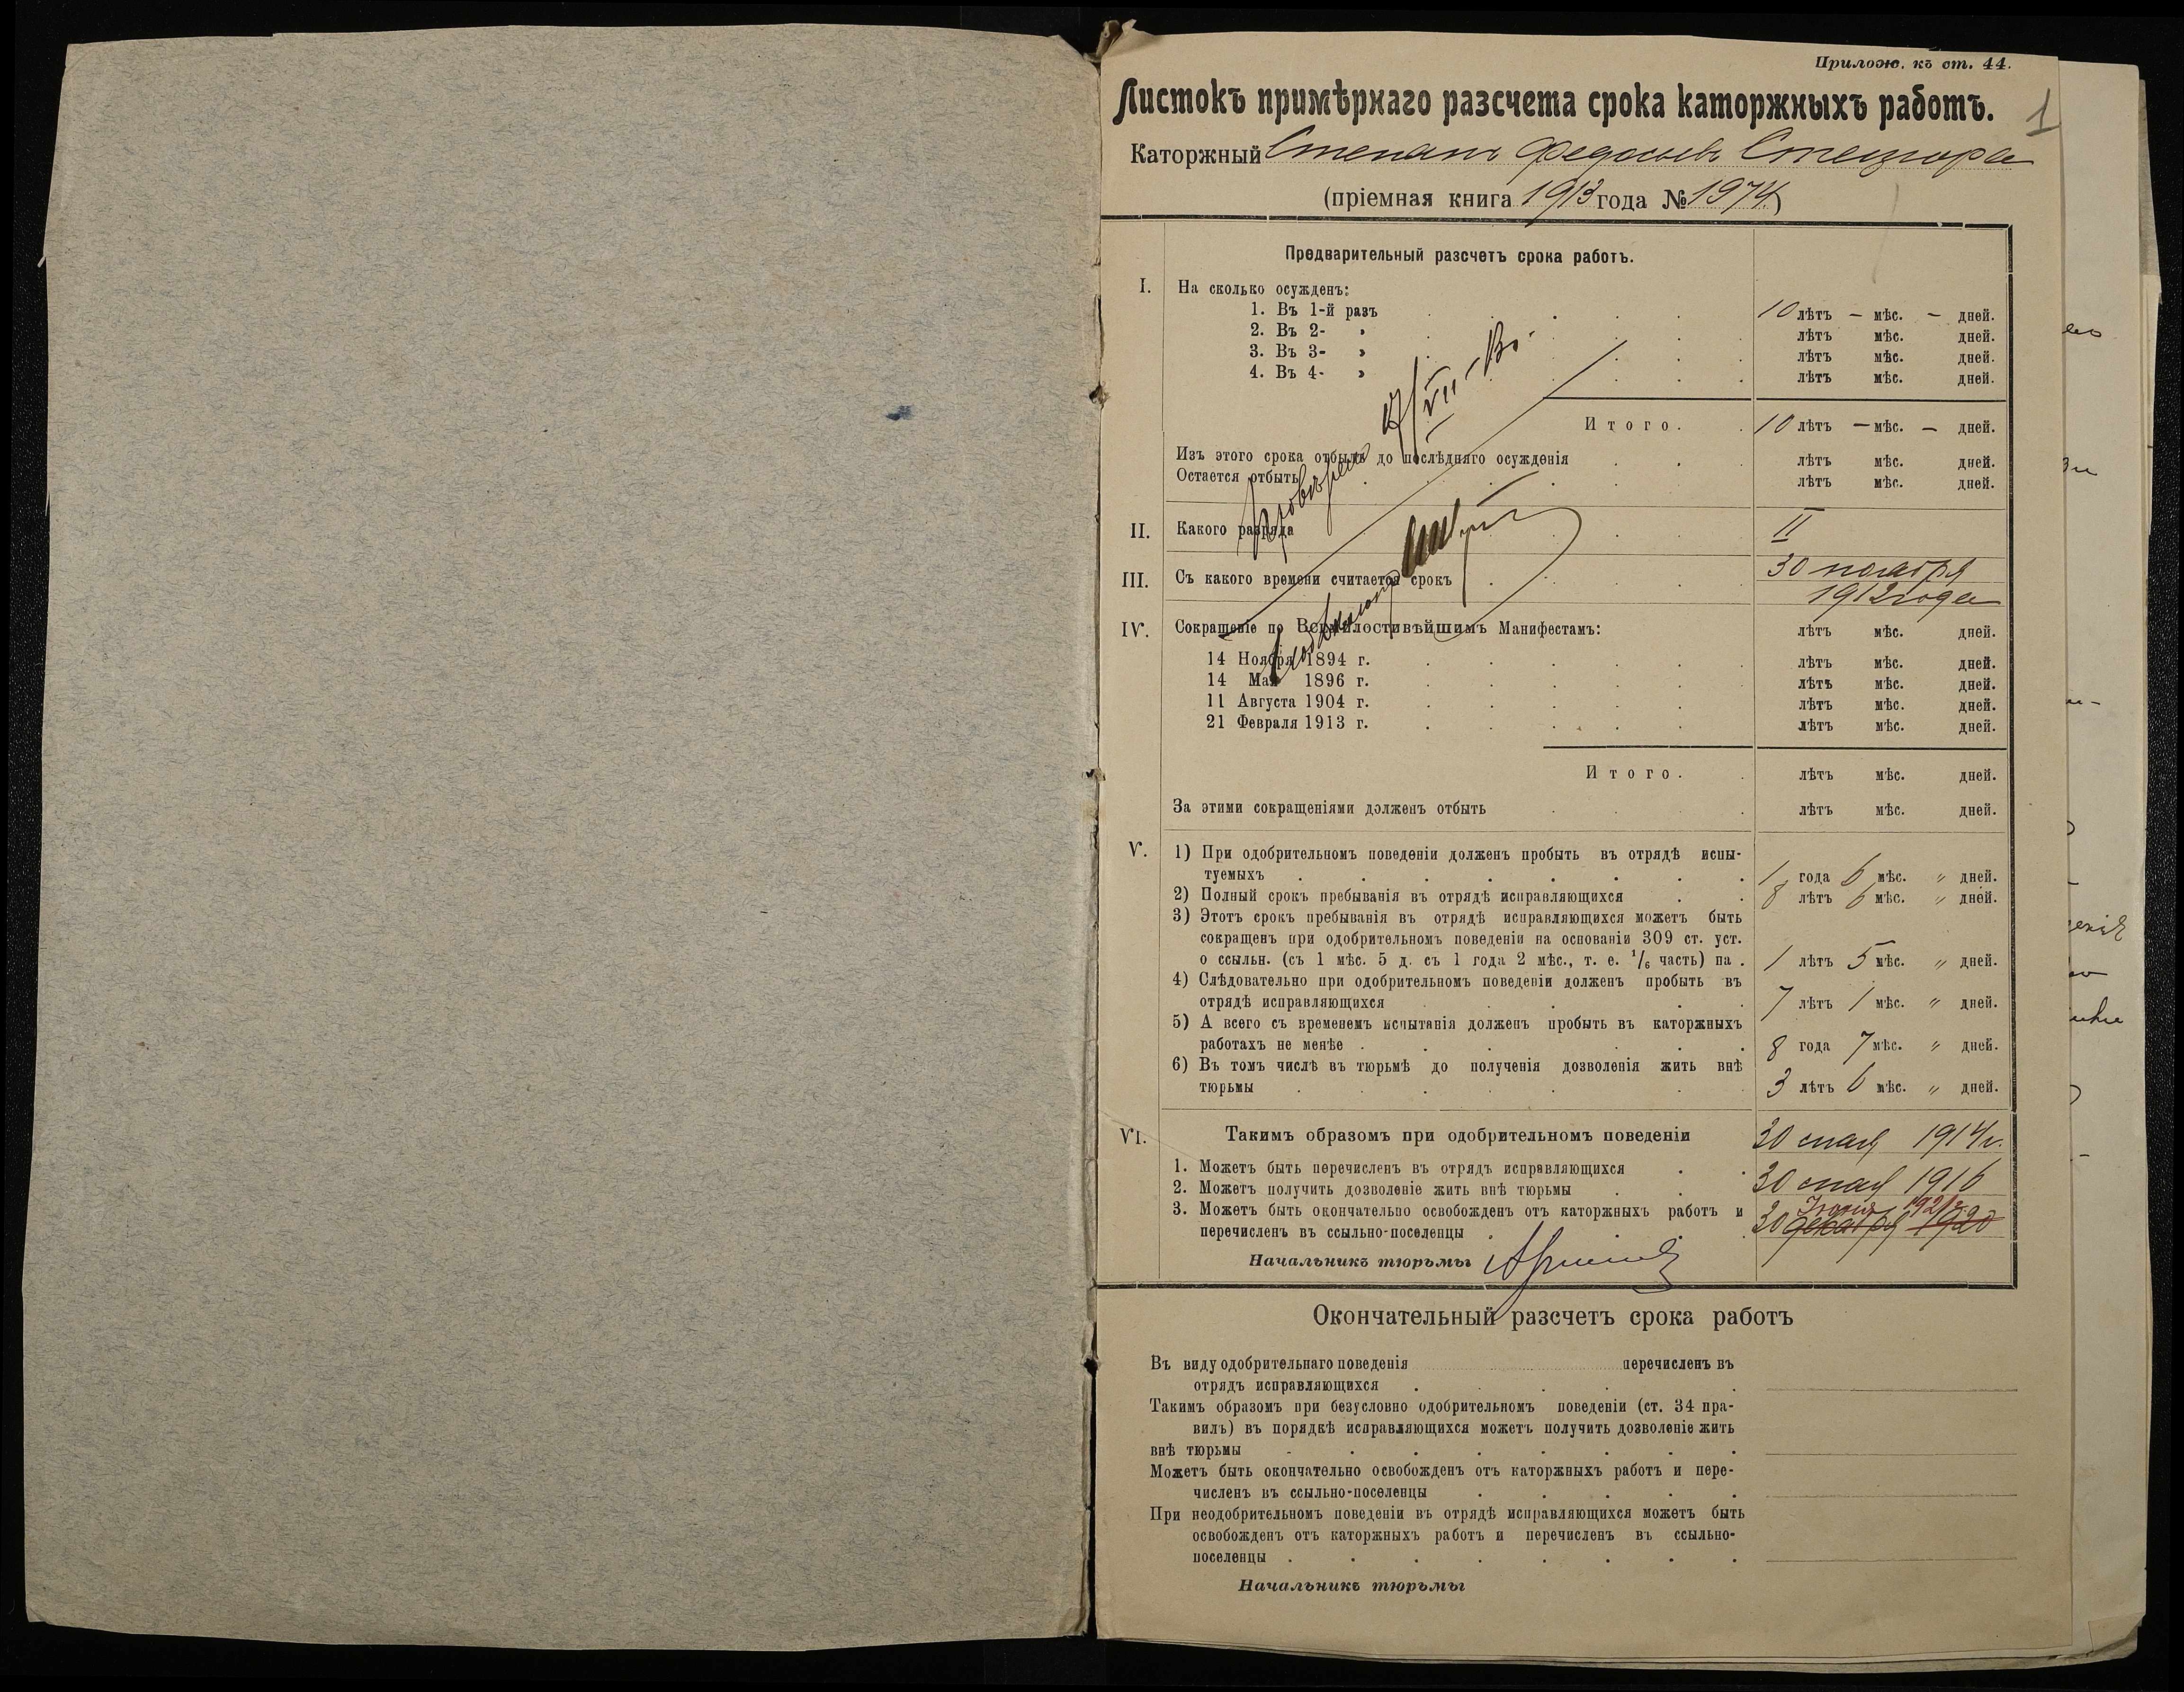 Прилож. къ ст. 44.
Листокъ примѣрнаго разсчета срока каторжныхъ работъ.
1
Каторжный Степанъ Федосьевъ
(пріемная книга 1913 года № 1974)
Предварительный разсчетъ срока работъ.
I. На сколько осужденъ:
1. Въ 1-й разъ . . . . . 10 лѣтъ — мѣс. — дней.
2. Въ 2- » лѣтъ мѣс. дней.
3. Въ 3- » лѣтъ мѣс. дней.
4. Въ 4- » лѣтъ мѣс. дней.
Итого. 10 лѣтъ — мѣс. — дней.
Изъ этого срока отбылъ до послѣдняго осужденія лѣтъ мѣс. дней.
Остается отбыть лѣтъ мѣс. дней.
Провѣрено
II. Какого разряда II
III. Съ какого времени считается срокъ 30 ноября
1912 года
IV. Сокращеніе по Всемилостивѣйшимъ Манифестамъ: лѣтъ мѣс. дней.
14 Ноября 1894 г. лѣтъ мѣс. дней.
14 Мая 1896 г. лѣтъ мѣс. дней.
11 Августа 1904 г. лѣтъ мѣс. дней.
21 Февраля 1913 г. лѣтъ мѣс. дней.
Итого. лѣтъ мѣс. дней.
За этими сокращеніями долженъ отбыть лѣтъ мѣс. дней.
V. 1) При одобрительномъ поведеніи долженъ пробыть въ отрядѣ испы-
туемыхъ 1 года 6 мѣс. " дней.
2) Полный срокъ пребыванія въ отрядѣ исправляющихся 8 лѣтъ 6 мѣс. " дней.
3) Этотъ срокъ пребыванія въ отрядѣ исправляющихся можетъ быть
сокращенъ при одобрительномъ поведеніи на основаніи 309 ст. уст.
о ссыльн. (съ 1 мѣс. 5 д. съ 1 года 2 мѣс., т. е. 1/6 часть) на . 1 лѣтъ 5 мѣс. " дней.
4) Слѣдовательно при одобрительномъ поведеніи долженъ пробыть въ
отрядѣ исправляющихся 7 лѣтъ 1 мѣс. " дней.
5) А всего съ временемъ испытанія долженъ пробыть въ каторжныхъ
работахъ не менѣе . 8 года 7 мѣс. " дней.
6) Въ томъ числѣ въ тюрьмѣ до полученія дозволенія жить внѣ
тюрьмы 3 лѣтъ 6 мѣс. " дней.
VI. Такимъ образомъ при одобрительномъ поведеніи
30 мая 1914 г.
1. Можетъ быть перечисленъ въ отрядъ исправляющихся
30 мая 1916
2. Можетъ получить дозволеніе жить внѣ тюрьмы
Іюня 1921 г.
3. Можетъ быть окончательно освобожденъ отъ каторжныхъ работъ и 30 декабря 1920
перечисленъ въ ссыльно-поселенцы
Начальникъ тюрьмы
Окончательный разсчетъ срока работъ
Въ виду одобрительнаго поведенія перечисленъ въ
отрядъ исправляющихся
Такимъ образомъ при безусловно одобрительномъ поведеніи (ст. 34 пра-
вилъ) въ порядкѣ исправляющихся можетъ получить дозволеніе жить
внѣ тюрьмы
Можетъ быть окончательно освобожденъ отъ каторжныхъ работъ и пере-
численъ въ ссыльно-поселенцы
При неодобрительномъ поведеніи въ отрядѣ исправляющихся можетъ быть
освобожденъ отъ каторжныхъ работъ и перечисленъ въ ссыльно-
поселенцы
Начальникъ тюрьмы